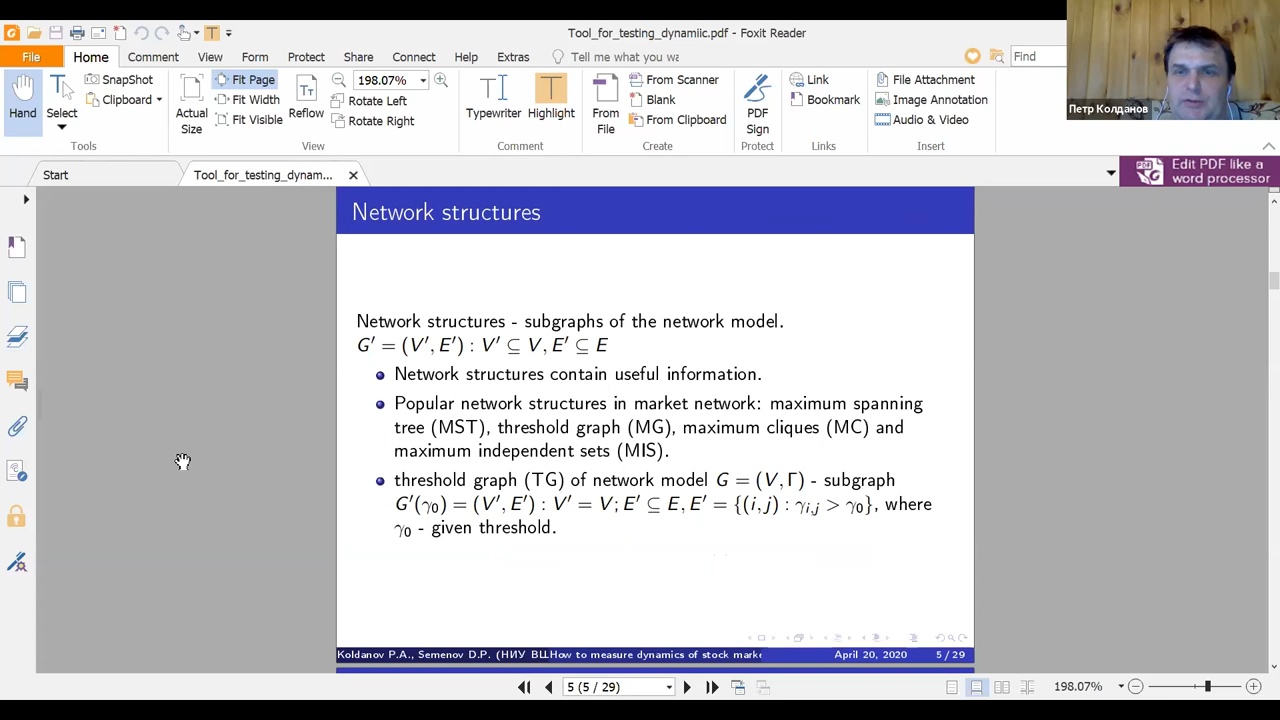 Tool_for_testing_dynamiic.pdf - Foxit Reader
File Home Comment View Form Protect Share Connect Help Extras Tell me what you wa Find
Hand
Select
SnapShot
Clipboard
Tools
Actual Size
Fit Page
Fit Width
Fit Visible
Reflow
198.07%
Rotate Left
Rotate Right
View
Typewriter
Highlight
Comment
From File
From Scanner
Blank
From Clipboard
Create
PDF Sign
Protect
Link
Bookmark
Links
File Attachment
Image Annotation
Audio & Video
Insert
Петр Колданов
Start Tool_for_testing_dynam...
Edit PDF like a
word processor
Network structures
Network structures - subgraphs of the network model.
G′ = (V′, E′) : V′ ⊆ V, E′ ⊆ E
Network structures contain useful information.
Popular network structures in market network: maximum spanning
tree (MST), threshold graph (MG), maximum cliques (MC) and
maximum independent sets (MIS).
threshold graph (TG) of network model G = (V, Γ) - subgraph
G′(γ₀) = (V′, E′) : V′ = V; E′ ⊆ E, E′ = {(i, j) : γᵢ,ⱼ > γ₀}, where
γ₀ - given threshold.
Koldanov P.A., Semenov D.P. (НИУ ВШ How to measure dynamics of stock marke April 20, 2020 5 / 29
5 (5 / 29) 198.07%